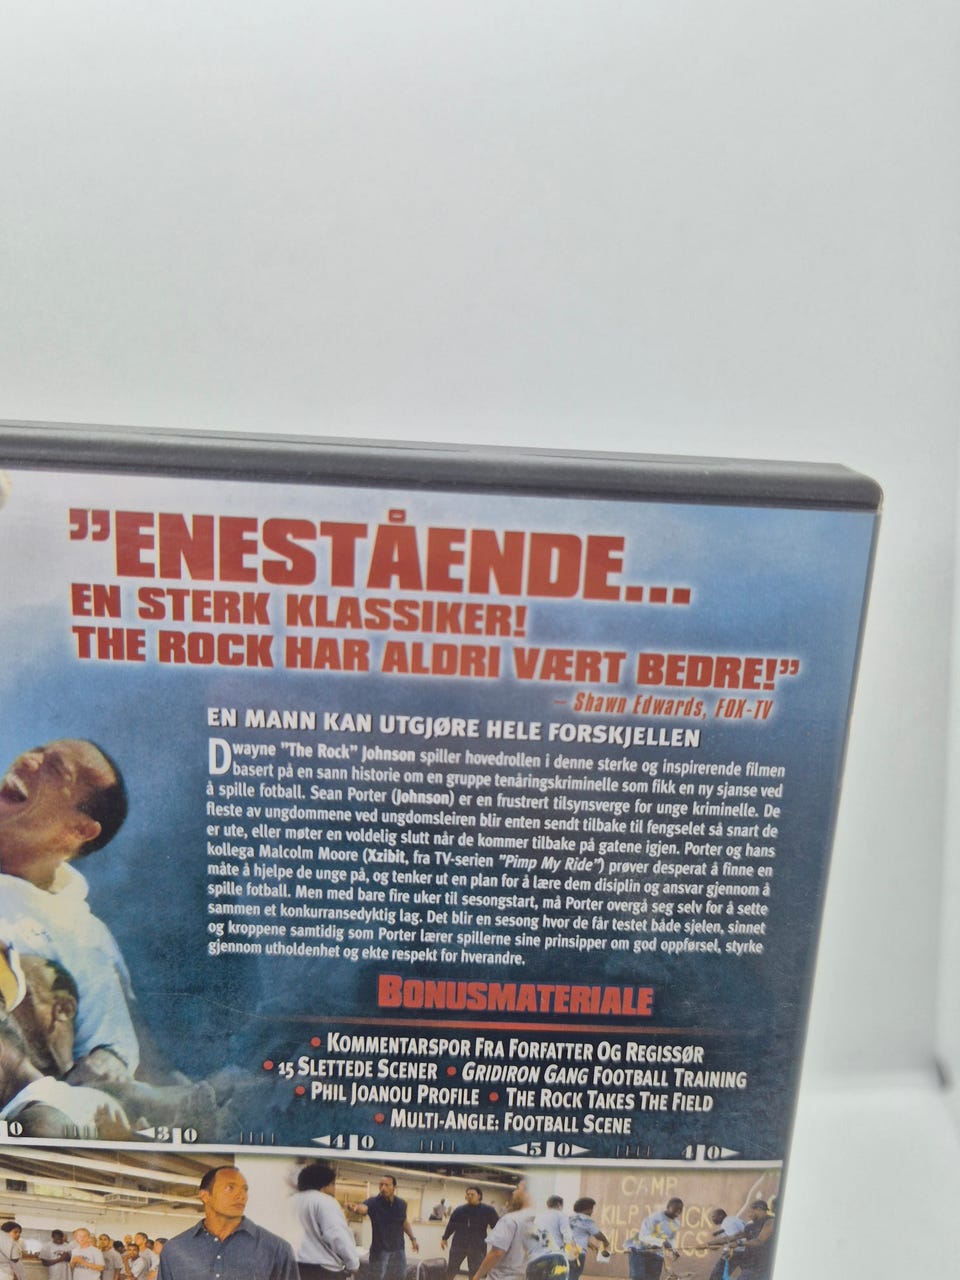 "ENESTÅENDE...
EN STERK KLASSIKER!
THE ROCK HAR ALDRI VÆRT BEDRE!"
– Shawn Edwards, FOX-TV
EN MANN KAN UTGJØRE HELE FORSKJELLEN
Dwayne "The Rock" Johnson spiller hovedrollen i denne sterke og inspirerende filmen
basert på en sann historie om en gruppe tenåringskriminelle som fikk en ny sjanse ved
å spille fotball. Sean Porter (Johnson) er en frustrert tilsynsverge for unge kriminelle. De
fleste av ungdommene ved ungdomsleiren blir enten sendt tilbake til fengselet så snart de
er ute, eller møter en voldelig slutt når de kommer tilbake på gatene igjen. Porter og hans
kollega Malcolm Moore (Xzibit, fra TV-serien "Pimp My Ride") prøver desperat å finne en
måte å hjelpe de unge på, og tenker ut en plan for å lære dem disiplin og ansvar gjennom å
spille fotball. Men med bare fire uker til sesongstart, må Porter overgå seg selv for å sette
sammen et konkurransedyktig lag. Det blir en sesong hvor de får testet både sjelen, sinnet
og kroppene samtidig som Porter lærer spillerne sine prinsipper om god oppførsel, styrke
gjennom utholdenhet og ekte respekt for hverandre.
BONUSMATERIALE
• KOMMENTARSPOR FRA FORFATTER OG REGISSØR
• 15 SLETTEDE SCENER • GRIDIRON GANG FOOTBALL TRAINING
• PHIL JOANOU PROFILE • THE ROCK TAKES THE FIELD
• MULTI-ANGLE: FOOTBALL SCENE
0 30 40 50 40
CAMP